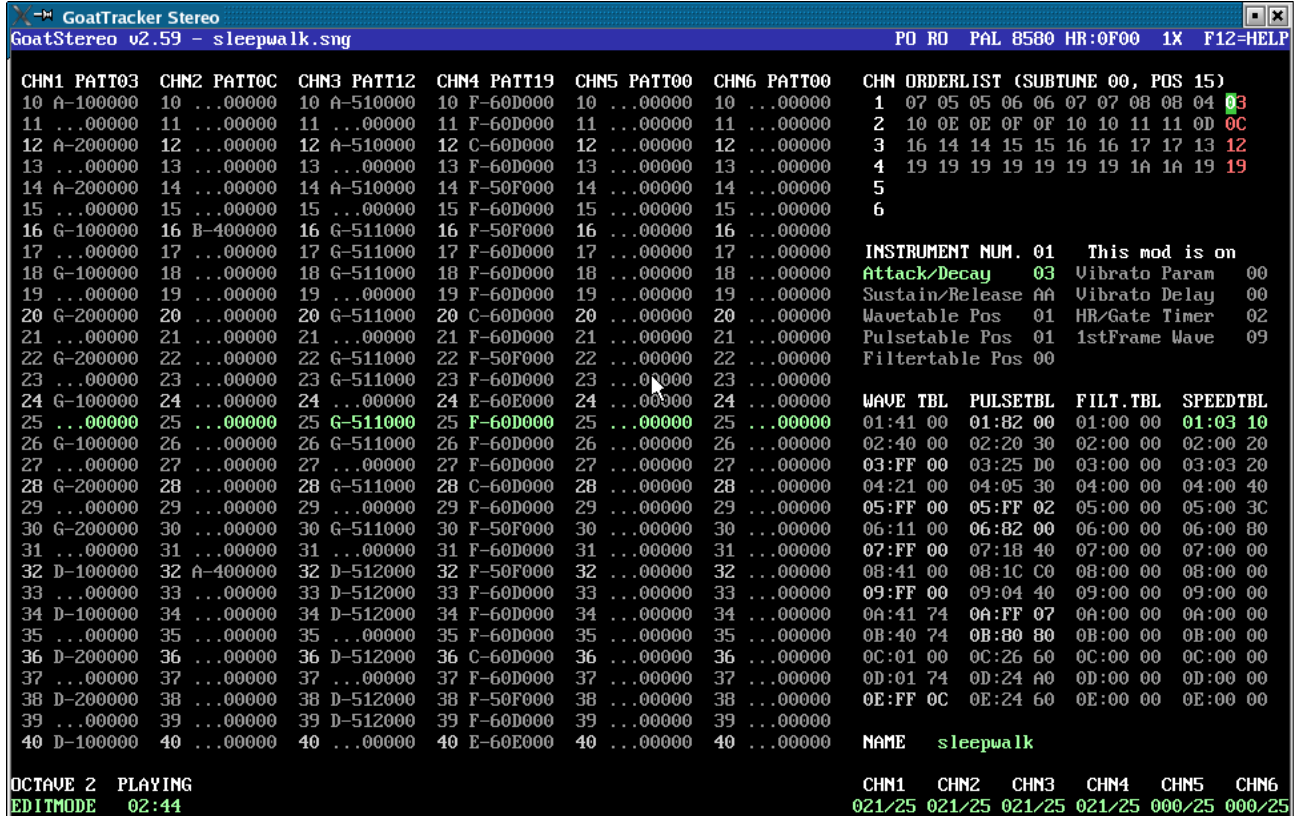 GoatTracker Stereo
GoatStereo v2.59 - sleepwalk.sng PO RO PAL 8580 HR:0F00 1X F12=HELP
CHN1 PATT03 CHN2 PATT0C CHN3 PATT12 CHN4 PATT19 CHN5 PATT00 CHN6 PATT00 CHN ORDERLIST (SUBTUNE 00, POS 15)
10 A-100000 10 ...00000 10 A-510000 10 F-60D000 10 ...00000 10 ...00000 1 07 05 05 06 06 07 07 08 08 04 03
11 ...00000 11 ...00000 11 ...00000 11 F-60D000 11 ...00000 11 ...00000 2 10 0E 0E 0F 0F 10 10 11 11 0D 0C
12 A-200000 12 ...00000 12 A-510000 12 C-60D000 12 ...00000 12 ...00000 3 16 14 14 15 15 16 16 17 17 13 12
13 ...00000 13 ...00000 13 ...00000 13 F-60D000 13 ...00000 13 ...00000 4 19 19 19 19 19 19 19 1A 1A 19 19
14 A-200000 14 ...00000 14 A-510000 14 F-50F000 14 ...00000 14 ...00000 5
15 ...00000 15 ...00000 15 ...00000 15 F-60D000 15 ...00000 15 ...00000 6
16 G-100000 16 B-400000 16 G-511000 16 F-50F000 16 ...00000 16 ...00000
17 ...00000 17 ...00000 17 G-511000 17 F-60D000 17 ...00000 17 ...00000 INSTRUMENT NUM. 01 This mod is on
18 G-100000 18 ...00000 18 G-511000 18 F-60D000 18 ...00000 18 ...00000 Attack/Decay 03 Vibrato Param 00
19 ...00000 19 ...00000 19 ...00000 19 F-60D000 19 ...00000 19 ...00000 Sustain/Release AA Vibrato Delay 00
20 G-200000 20 ...00000 20 G-511000 20 C-60D000 20 ...00000 20 ...00000 Wavetable Pos 01 HR/Gate Timer 02
21 ...00000 21 ...00000 21 ...00000 21 F-60D000 21 ...00000 21 ...00000 Pulsetable Pos 01 1stFrame Wave 09
22 G-200000 22 ...00000 22 G-511000 22 F-50F000 22 ...00000 22 ...00000 Filtertable Pos 00
23 ...00000 23 ...00000 23 G-511000 23 F-60D000 23 ...00000 23 ...00000
24 G-100000 24 ...00000 24 ...00000 24 E-60E000 24 ...00000 24 ...00000 WAVE TBL PULSETBL FILT.TBL SPEEDTBL
25 ...00000 25 ...00000 25 G-511000 25 F-60D000 25 ...00000 25 ...00000 01:41 00 01:82 00 01:00 00 01:03 10
26 G-100000 26 ...00000 26 G-511000 26 F-60D000 26 ...00000 26 ...00000 02:40 00 02:20 30 02:00 00 02:00 20
27 ...00000 27 ...00000 27 ...00000 27 F-60D000 27 ...00000 27 ...00000 03:FF 00 03:25 D0 03:00 00 03:03 20
28 G-200000 28 ...00000 28 G-511000 28 C-60D000 28 ...00000 28 ...00000 04:21 00 04:05 30 04:00 00 04:00 40
29 ...00000 29 ...00000 29 ...00000 29 F-60D000 29 ...00000 29 ...00000 05:FF 00 05:FF 02 05:00 00 05:00 3C
30 G-200000 30 ...00000 30 G-511000 30 F-50F000 30 ...00000 30 ...00000 06:11 00 06:82 00 06:00 00 06:00 80
31 ...00000 31 ...00000 31 ...00000 31 F-60D000 31 ...00000 31 ...00000 07:FF 00 07:18 40 07:00 00 07:00 00
32 D-100000 32 A-400000 32 D-512000 32 F-50F000 32 ...00000 32 ...00000 08:41 00 08:1C C0 08:00 00 08:00 00
33 ...00000 33 ...00000 33 D-512000 33 F-60D000 33 ...00000 33 ...00000 09:FF 00 09:04 40 09:00 00 09:00 00
34 D-100000 34 ...00000 34 D-512000 34 F-60D000 34 ...00000 34 ...00000 0A:41 74 0A:FF 07 0A:00 00 0A:00 00
35 ...00000 35 ...00000 35 ...00000 35 F-60D000 35 ...00000 35 ...00000 0B:40 74 0B:80 80 0B:00 00 0B:00 00
36 D-200000 36 ...00000 36 D-512000 36 C-60D000 36 ...00000 36 ...00000 0C:01 00 0C:26 60 0C:00 00 0C:00 00
37 ...00000 37 ...00000 37 ...00000 37 F-60D000 37 ...00000 37 ...00000 0D:01 74 0D:24 A0 0D:00 00 0D:00 00
38 D-200000 38 ...00000 38 D-512000 38 F-50F000 38 ...00000 38 ...00000 0E:FF 0C 0E:24 60 0E:00 00 0E:00 00
39 ...00000 39 ...00000 39 D-512000 39 F-60D000 39 ...00000 39 ...00000
40 D-100000 40 ...00000 40 ...00000 40 E-60E000 40 ...00000 40 ...00000 NAME sleepwalk
OCTAVE 2 PLAYING CHN1 CHN2 CHN3 CHN4 CHN5 CHN6
EDITMODE 02:44 021/25 021/25 021/25 021/25 000/25 000/25